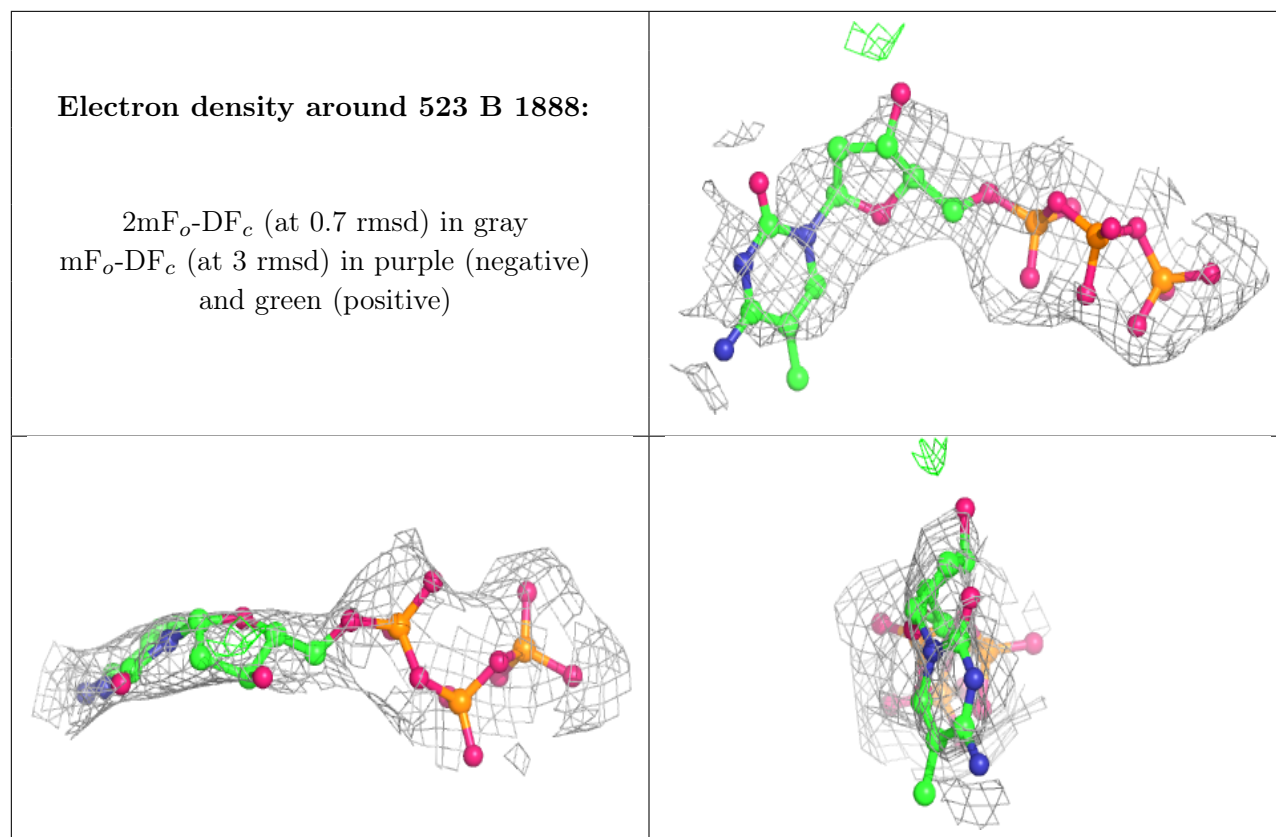 Electron density around 523 B 1888:
2mFo-DFc (at 0.7 rmsd) in gray
mFo-DFc (at 3 rmsd) in purple (negative)
and green (positive)